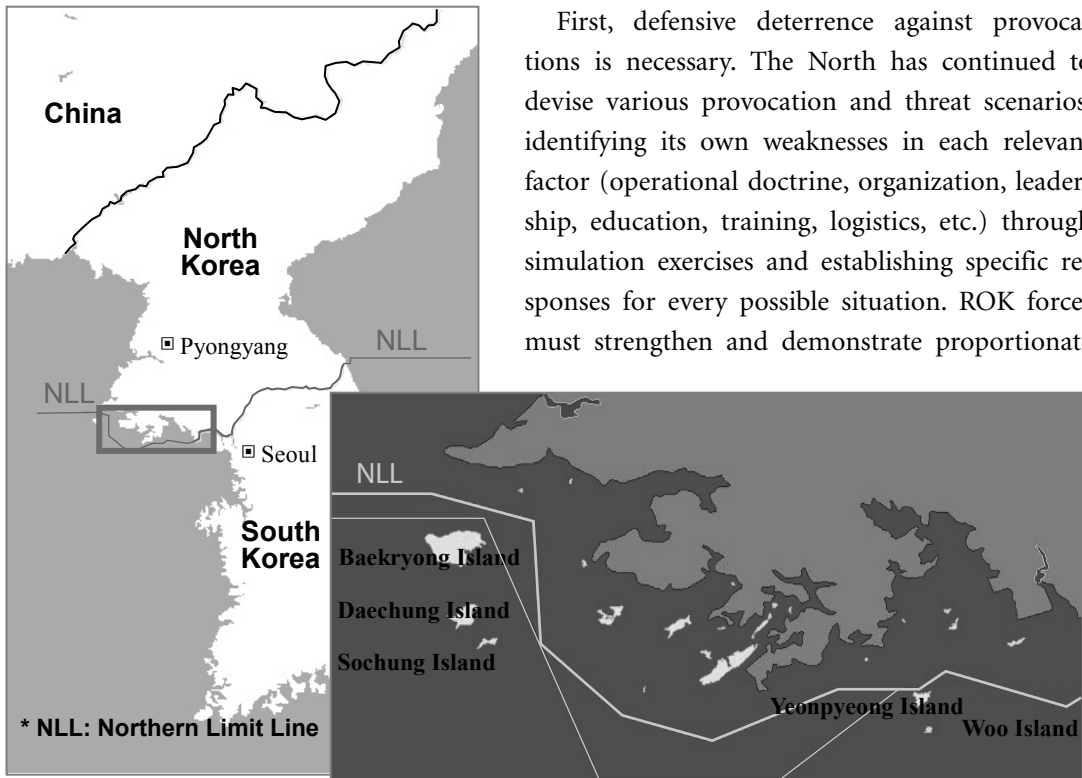 China
North
Korea
Pyongyang
NLL
NLL
Seoul
South
Korea
* NLL: Northern Limit Line
First, defensive deterrence against provoca
tions is necessary. The North has continued to
devise various provocation and threat scenarios
identifying its own weaknesses in each relevan
factor (operational doctrine, organization, leader
ship, education, training, logistics, etc.) through
simulation exercises and establishing specific re
sponses for every possible situation. ROK force
must strengthen and demonstrate proportionat
NLL
Baekryong Island
Daechung Island
Sochung Island
Yeonpyeong Island
Woo Island